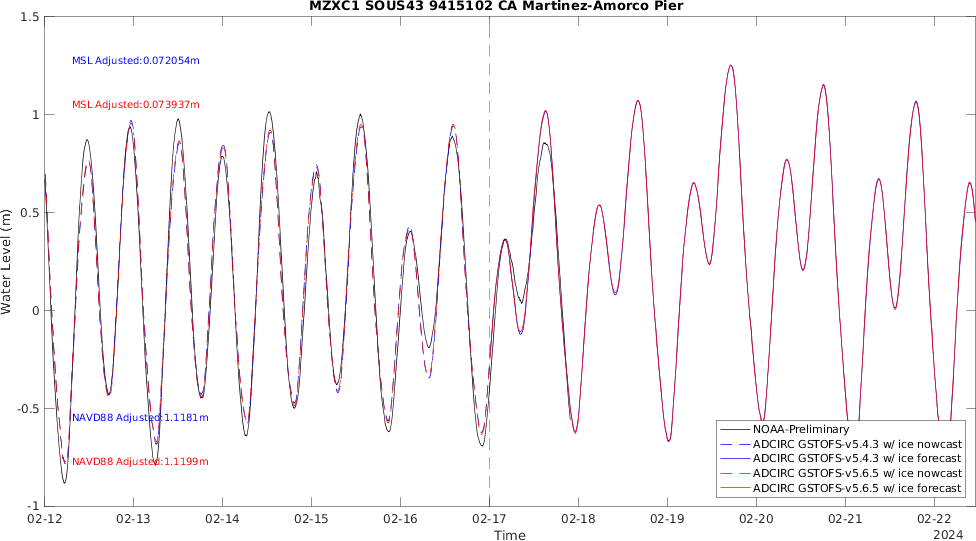 MZXC1 SOUS43 9415102 CA Martinez-Amorco Pier
1.5
1
0.5
0
-0.5
-1
Water Level (m)
MSL Adjusted:0.072054m
MSL Adjusted:0.073937m
NAVD88 Adjusted:1.1181m
NAVD88 Adjusted:1.1199m
NOAA-Preliminary
ADCIRC GSTOFS-v5.4.3 w/ ice nowcast
ADCIRC GSTOFS-v5.4.3 w/ ice forecast
ADCIRC GSTOFS-v5.6.5 w/ ice nowcast
ADCIRC GSTOFS-v5.6.5 w/ ice forecast
02-12 02-13 02-14 02-15 02-16 02-17 02-18 02-19 02-20 02-21 02-22
Time
2024